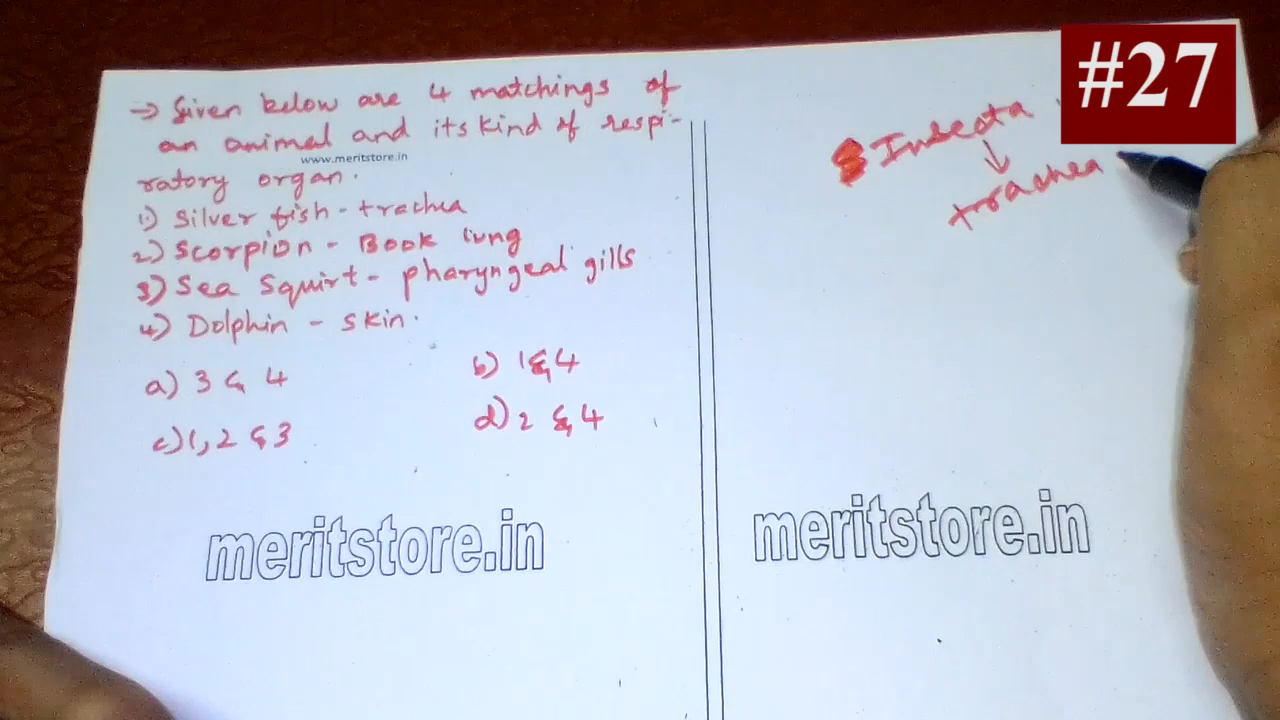 #27
→ Given below are 4 matchings of
an animal and its kind of respi-
www.meritstore.in
ratory organ.
1) Silver fish - trachea
2) Scorpion - Book lung
3) Sea Squirt - pharyngeal gills
4) Dolphin - skin.
a) 3 & 4
b) 1 & 4
c) 1, 2 & 3
d) 2 & 4
Insecta
↓
trachea
meritstore.in
meritstore.in